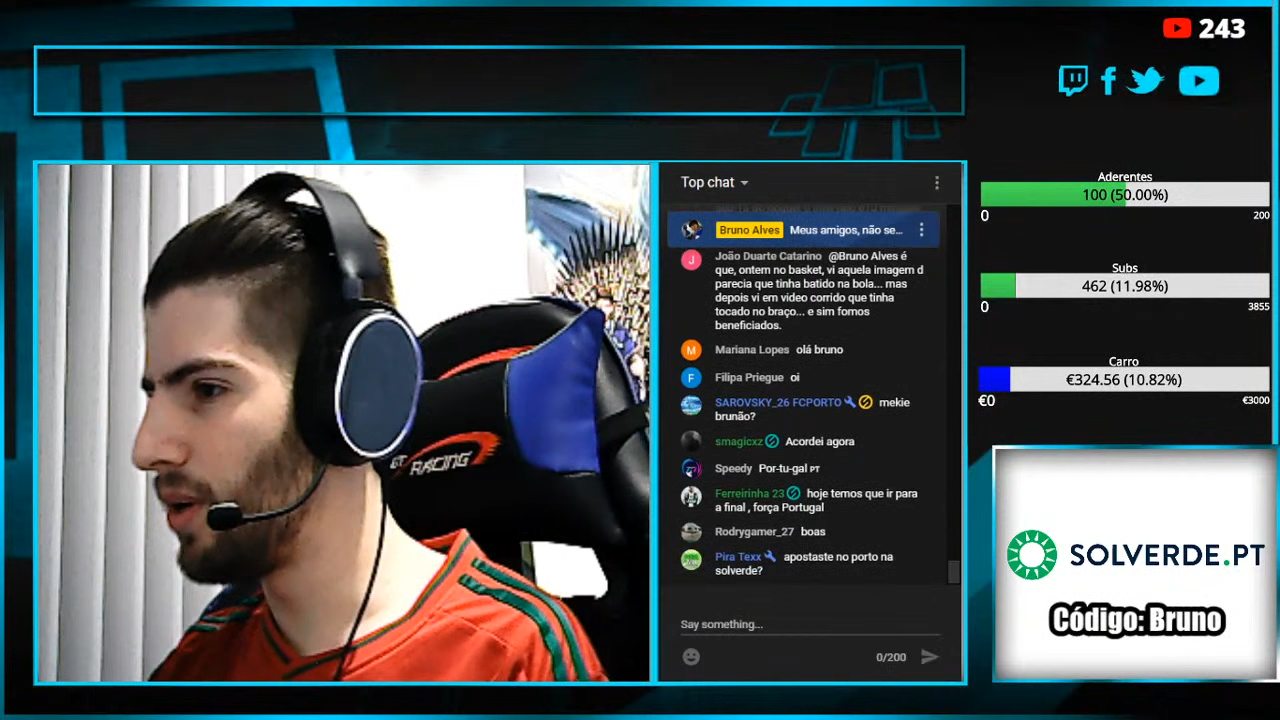 243
Top chat
Bruno Alves Meus amigos, não se...
João Duarte Catarino @Bruno Alves é
que, ontem no basket, vi aquela imagem d
parecia que tinha batido na bola... mas
depois vi em video corrido que tinha
tocado no braço... e sim fomos
beneficiados.
Mariana Lopes olá bruno
Filipa Priegue oi
SAROVSKY_26 FCPORTO mekie
brunão?
smagicxz Acordei agora
Speedy Por-tu-gal PT
Ferreirinha 23 hoje temos que ir para
a final , força Portugal
Rodrygamer_27 boas
Pira Texx apostaste no porto na
solverde?
Say something...
0/200
Aderentes
100 (50.00%)
0 200
Subs
462 (11.98%)
0 3855
Carro
€324.56 (10.82%)
€0 €3000
SOLVERDE.PT
Código: Bruno
GT RACING